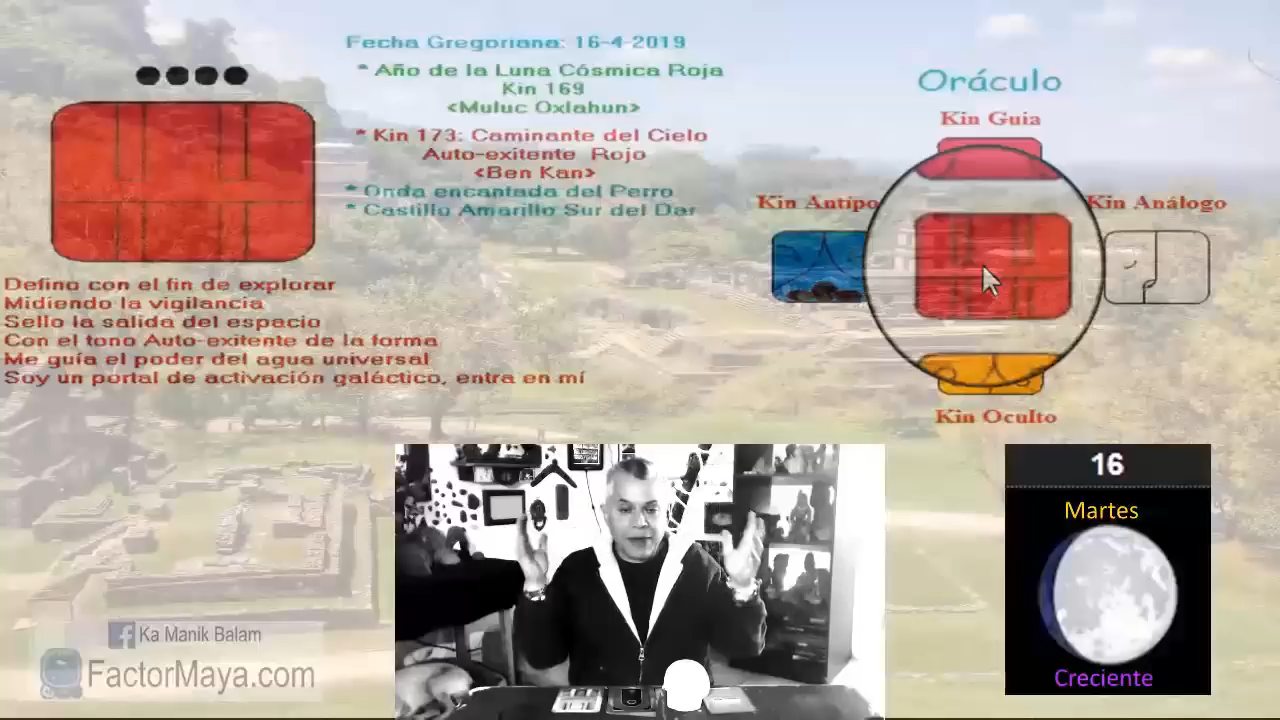 Fecha Gregoriana: 16-4-2019
* Año de la Luna Cósmica Roja
Kin 169
<Muluc Oxlahun>
* Kin 173: Caminante del Cielo
Auto-exitente Rojo
<Ben Kan>
* Onda encantada del Perro
* Castillo Amarillo Sur del Dar
Defino con el fin de explorar
Midiendo la vigilancia
Sello la salida del espacio
Con el tono Auto-exitente de la forma
Me guía el poder del agua universal
Soy un portal de activación galáctico, entra en mí
Oráculo
Kin Guia
Kin Antípo
Kin Análogo
Kin Oculto
16
Martes
Creciente
Ka Manik Balam
FactorMaya.com